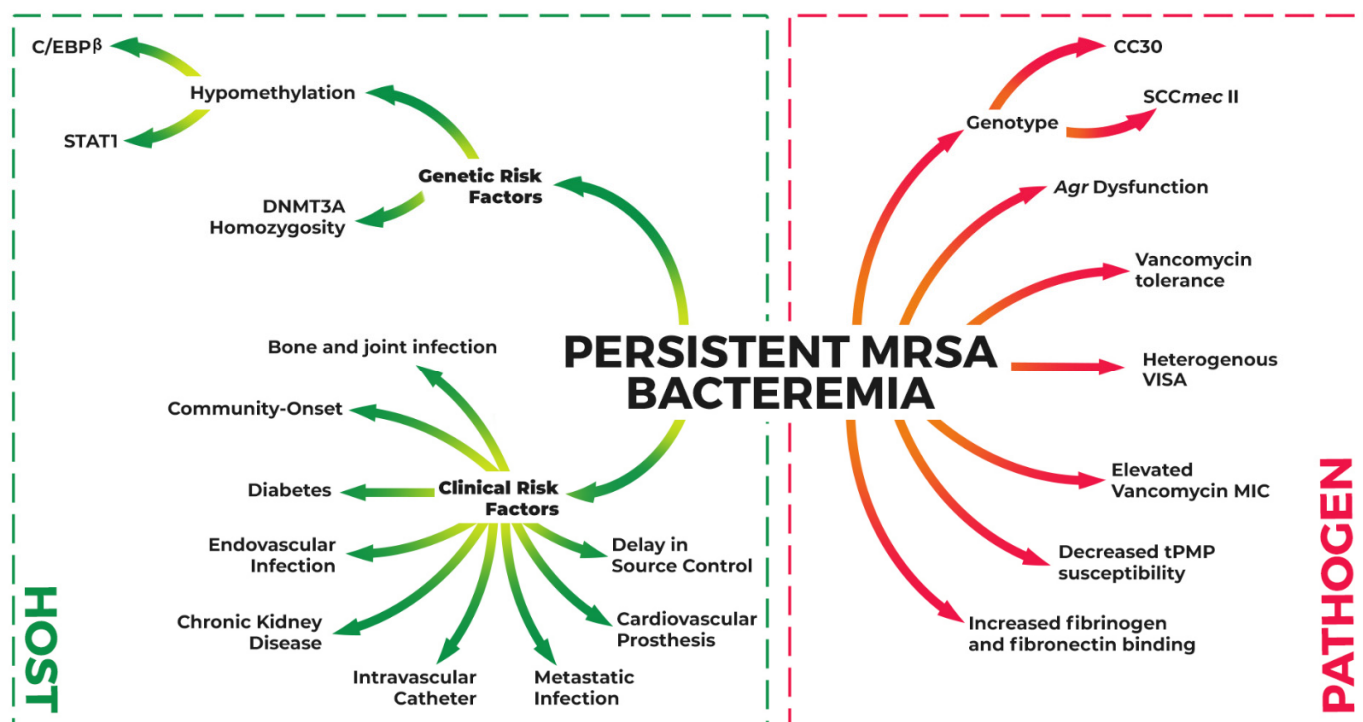 C/EBPβ
Hypomethylation
STAT1
Genetic Risk
Factors
DNMT3A
Homozygosity
Bone and joint infection
Community-Onset
Diabetes
Clinical Risk
Factors
Endovascular
Infection
Chronic Kidney
Disease
Intravascular
Catheter
Metastatic
Infection
Cardiovascular
Prosthesis
Delay in
Source Control
HOST
PERSISTENT MRSA
BACTEREMIA
CC30
SCCmec II
Genotype
Agr Dysfunction
Vancomycin
tolerance
Heterogenous
VISA
Elevated
Vancomycin MIC
Decreased tPMP
susceptibility
Increased fibrinogen
and fibronectin binding
PATHOGEN